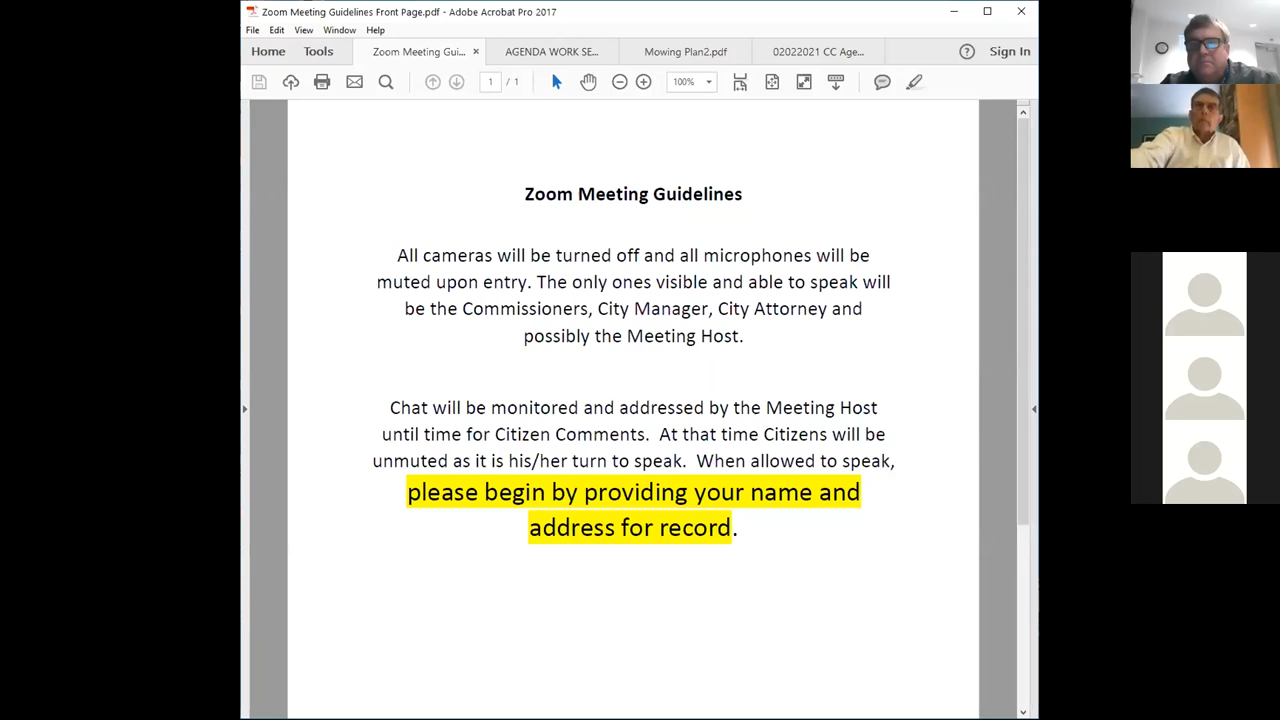 Zoom Meeting Guidelines Front Page.pdf - Adobe Acrobat Pro 2017
File Edit View Window Help
Home Tools Zoom Meeting Gui... × AGENDA WORK SE... Mowing Plan2.pdf 02022021 CC Age... Sign In
1 / 1 100%
Zoom Meeting Guidelines
All cameras will be turned off and all microphones will be
muted upon entry. The only ones visible and able to speak will
be the Commissioners, City Manager, City Attorney and
possibly the Meeting Host.
Chat will be monitored and addressed by the Meeting Host
until time for Citizen Comments. At that time Citizens will be
unmuted as it is his/her turn to speak. When allowed to speak,
please begin by providing your name and
address for record.